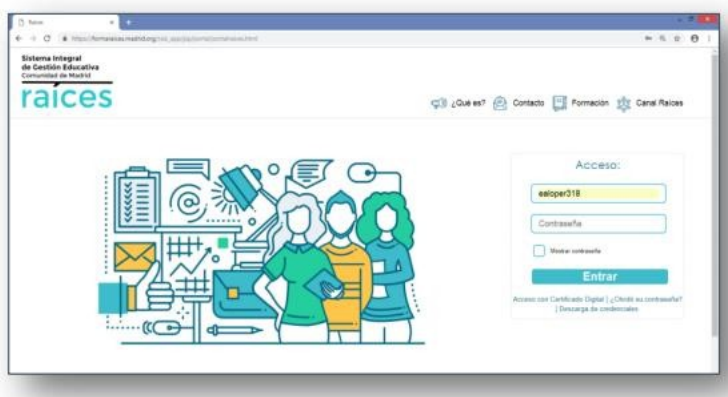 Raíces
https://formaraices.madrid.org
Sistema Integral
de Gestión Educativa
Comunidad de Madrid
raíces
¿Qué es? Contacto Formación Canal Raíces
Acceso:
ealoper318
Contraseña
Mostrar contraseña
Entrar
Acceso con Certificado Digital | ¿Olvidó su contraseña?
| Descarga de credenciales